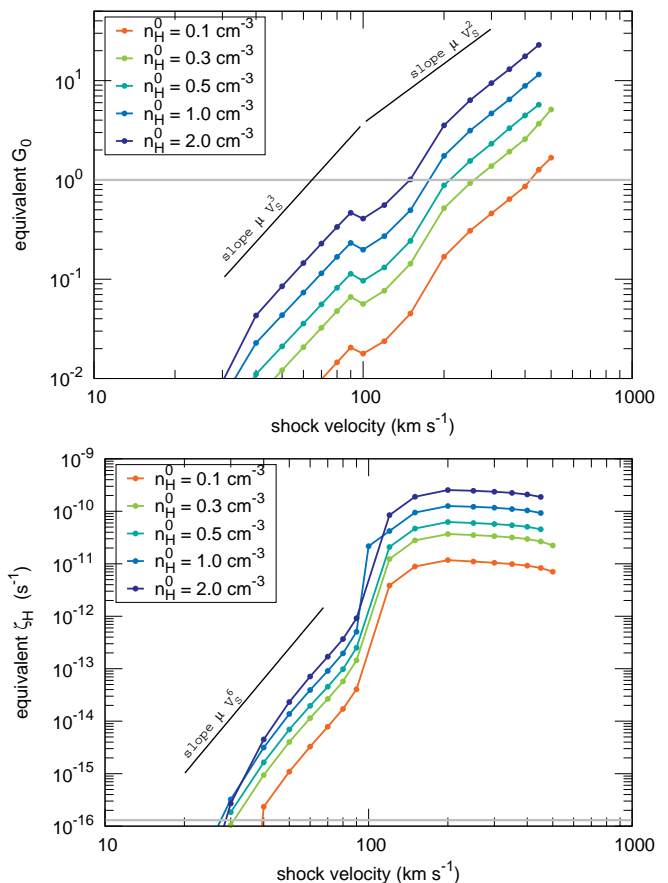 n_H^0 = 0.1 cm^-3
n_H^0 = 0.3 cm^-3
n_H^0 = 0.5 cm^-3
n_H^0 = 1.0 cm^-3
n_H^0 = 2.0 cm^-3
slope μ V_S^3
slope μ V_S^2
equivalent G_0
10^1
10^0
10^-1
10^-2
10
100
1000
shock velocity (km s^-1)
n_H^0 = 0.1 cm^-3
n_H^0 = 0.3 cm^-3
n_H^0 = 0.5 cm^-3
n_H^0 = 1.0 cm^-3
n_H^0 = 2.0 cm^-3
slope μ V_S^6
equivalent ζ_H (s^-1)
10^-9
10^-10
10^-11
10^-12
10^-13
10^-14
10^-15
10^-16
10
100
1000
shock velocity (km s^-1)